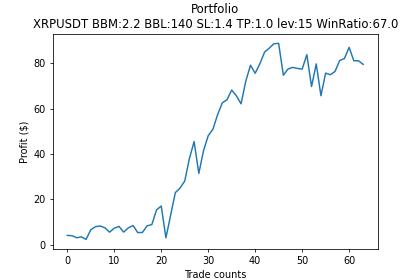 Portfolio
XRPUSDT BBM:2.2 BBL:140 SL:1.4 TP:1.0 lev:15 WinRatio:67.0
80
60
40
20
0
Profit ($)
0 10 20 30 40 50 60
Trade counts